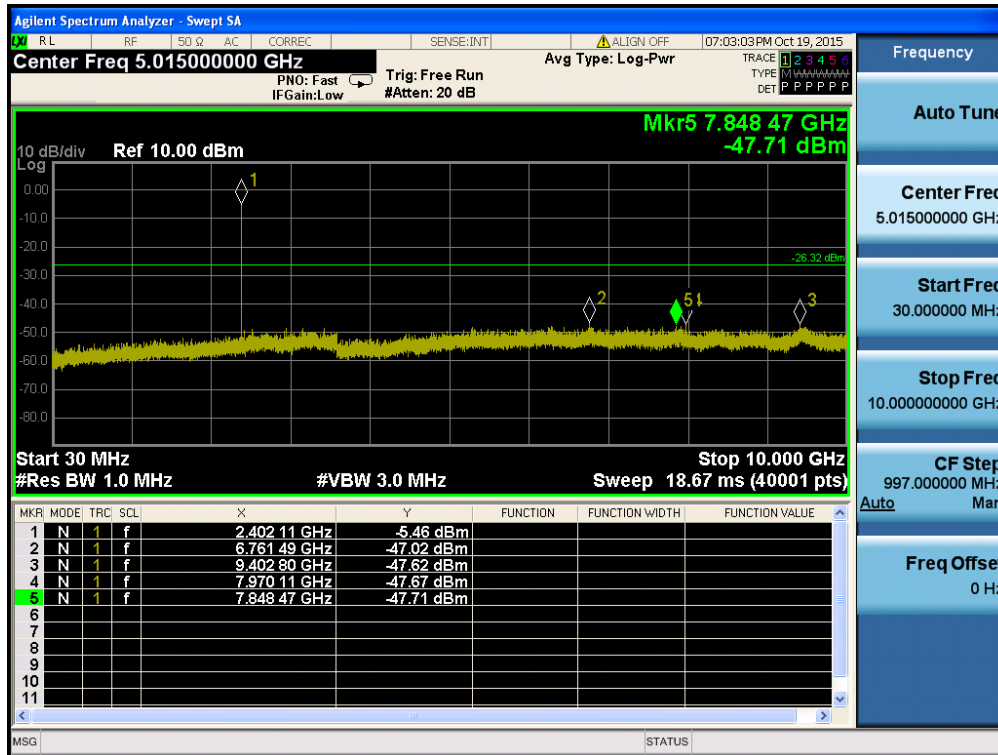 Agilent Spectrum Analyzer - Swept SA
LXI RL RF 50 Ω AC CORREC SENSE:INT ALIGN OFF 07:03:03 PM Oct 19, 2015
Center Freq 5.015000000 GHz
PNO: Fast
IFGain:Low
Trig: Free Run
#Atten: 20 dB
Avg Type: Log-Pwr
TRACE 1 2 3 4 5 6
TYPE M
DET P P P P P P
Mkr5 7.848 47 GHz
-47.71 dBm
10 dB/div Ref 10.00 dBm
Log
0.00
-10.0
-20.0
-30.0
-40.0
-50.0
-60.0
-70.0
-80.0
-26.32 dBm
1
2
5
3
Start 30 MHz
Stop 10.000 GHz
#Res BW 1.0 MHz #VBW 3.0 MHz Sweep 18.67 ms (40001 pts)
MKR MODE TRC SCL X Y FUNCTION FUNCTION WIDTH FUNCTION VALUE
1 N 1 f 2.402 11 GHz -5.46 dBm
2 N 1 f 6.761 49 GHz -47.02 dBm
3 N 1 f 9.402 80 GHz -47.62 dBm
4 N 1 f 7.970 11 GHz -47.67 dBm
5 N 1 f 7.848 47 GHz -47.71 dBm
6
7
8
9
10
11
MSG STATUS
Frequency
Auto Tune
Center Freq
5.015000000 GHz
Start Freq
30.000000 MHz
Stop Freq
10.000000000 GHz
CF Step
997.000000 MHz
Auto Man
Freq Offset
0 Hz